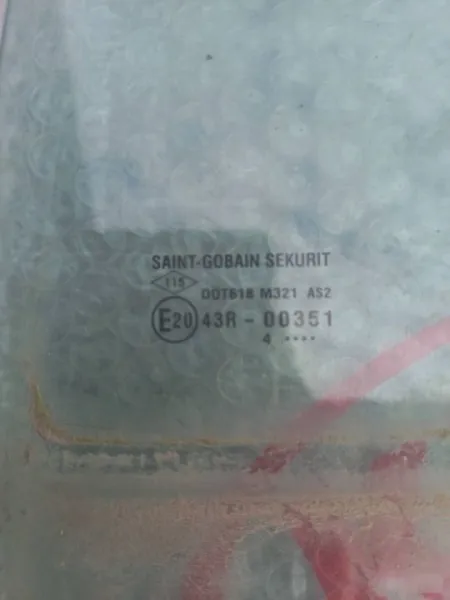 SAINT-GOBAIN SEKURIT
115
DOT618 M321 AS2
E20 43R - 00351
4 ••••